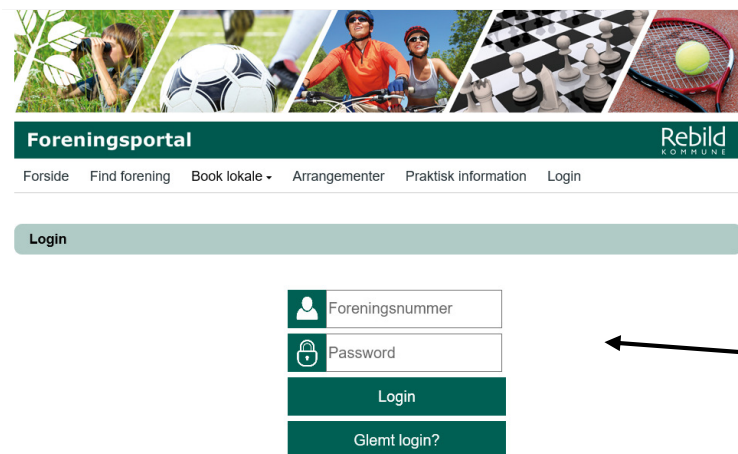 Foreningsportal
Rebild
KOMMUNE
Forside Find forening Book lokale Arrangementer Praktisk information Login
Login
Foreningsnummer
Password
Login
Glemt login?